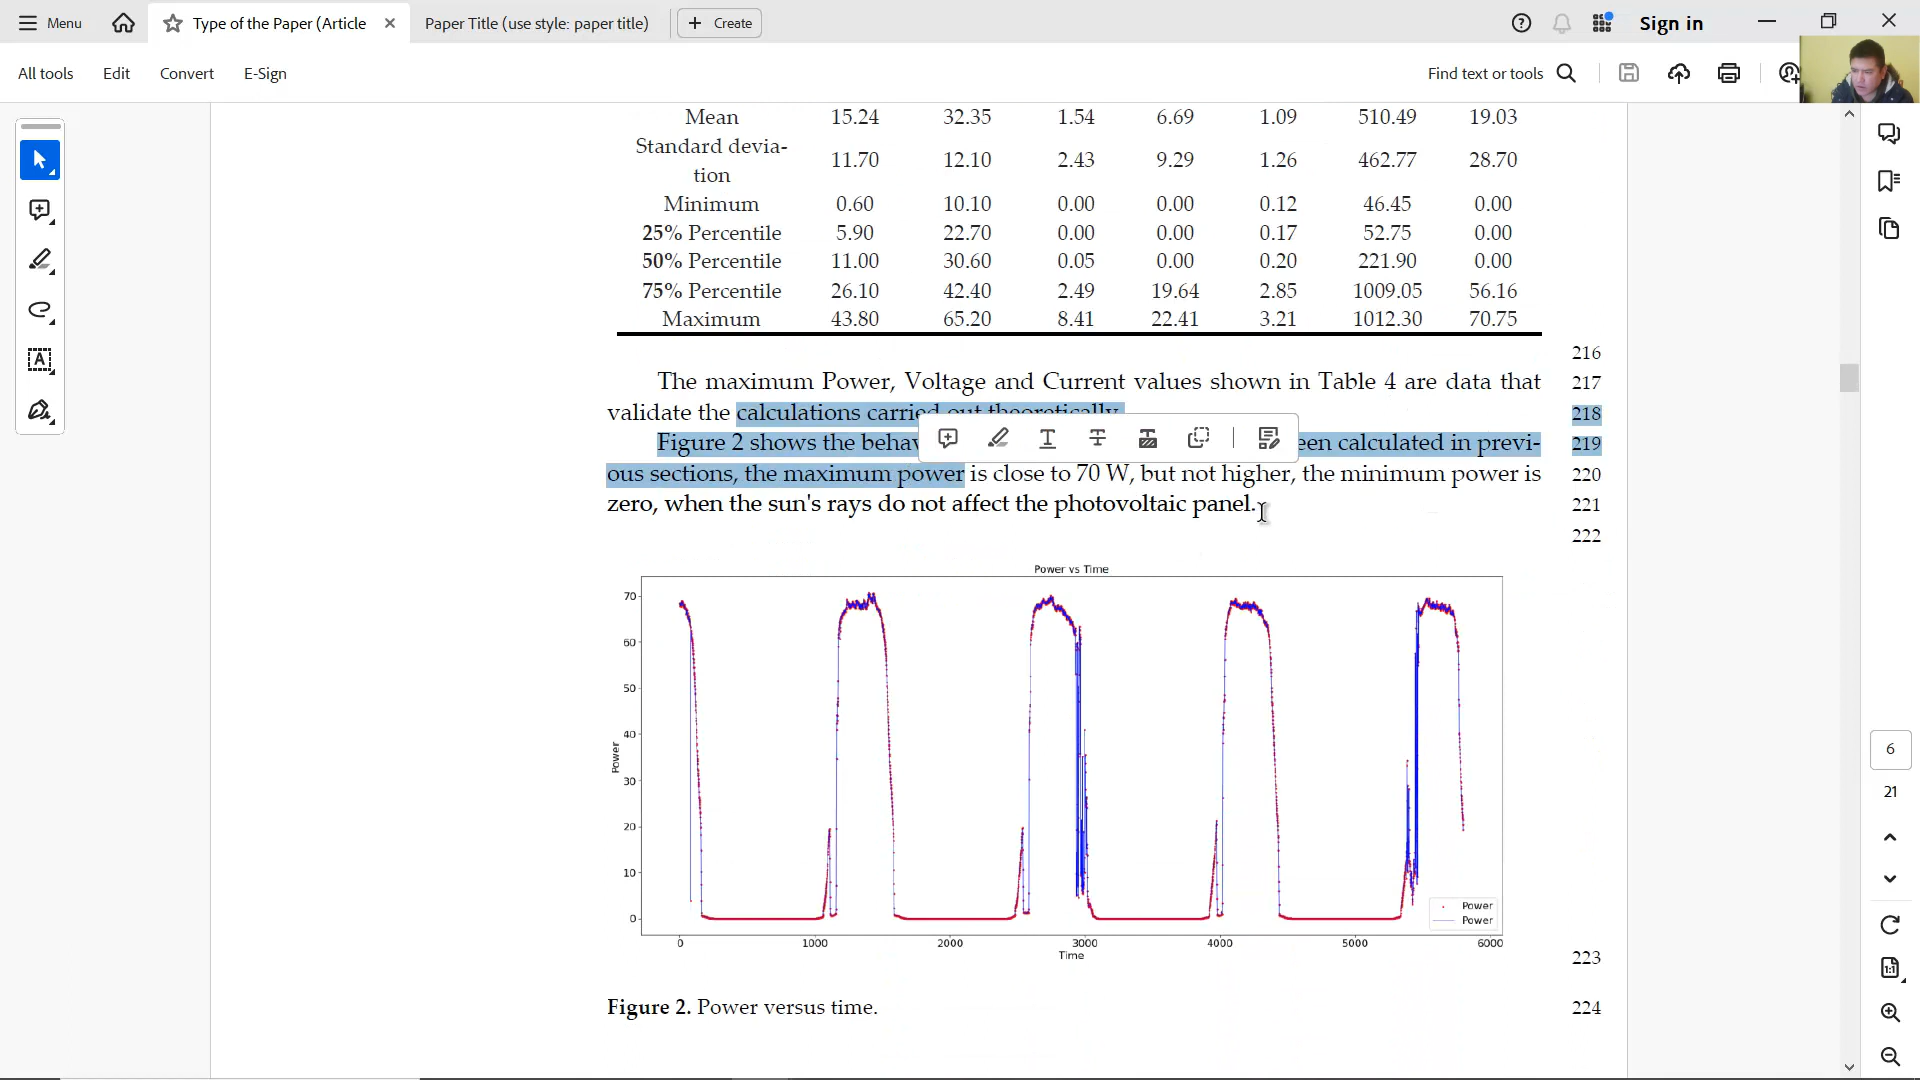 Menu
Type of the Paper (Article
Paper Title (use style: paper title)
Create
Sign in
All tools
Edit
Convert
E-Sign
Find text or tools
Mean 15.24 32.35 1.54 6.69 1.09 510.49 19.03
Standard devia-
tion 11.70 12.10 2.43 9.29 1.26 462.77 28.70
Minimum 0.60 10.10 0.00 0.00 0.12 46.45 0.00
25% Percentile 5.90 22.70 0.00 0.00 0.17 52.75 0.00
50% Percentile 11.00 30.60 0.05 0.00 0.20 221.90 0.00
75% Percentile 26.10 42.40 2.49 19.64 2.85 1009.05 56.16
Maximum 43.80 65.20 8.41 22.41 3.21 1012.30 70.75
216
The maximum Power, Voltage and Current values shown in Table 4 are data that 217
validate the calculations carried out theoretically. 218
Figure 2 shows the calculated in previ- 219
ous sections, the maximum power is close to 70 W, but not higher, the minimum power is 220
zero, when the sun's rays do not affect the photovoltaic panel. 221
222
Power vs Time
70
60
50
40
30
20
10
0
Power
0 1000 2000 3000 4000 5000 6000
Time
Power
Power
223
Figure 2. Power versus time. 224
6
21